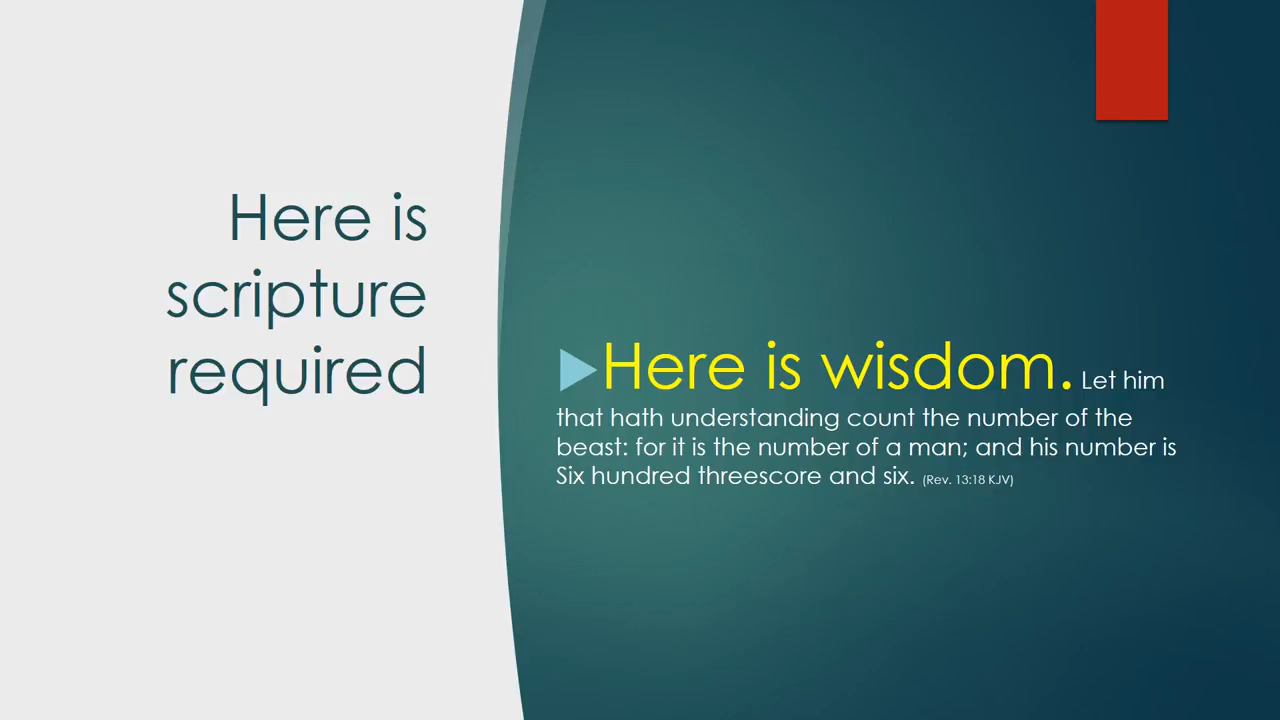 Here is
scripture
required
Here is wisdom. Let him
that hath understanding count the number of the
beast: for it is the number of a man; and his number is
Six hundred threescore and six. (Rev. 13:18 KJV)